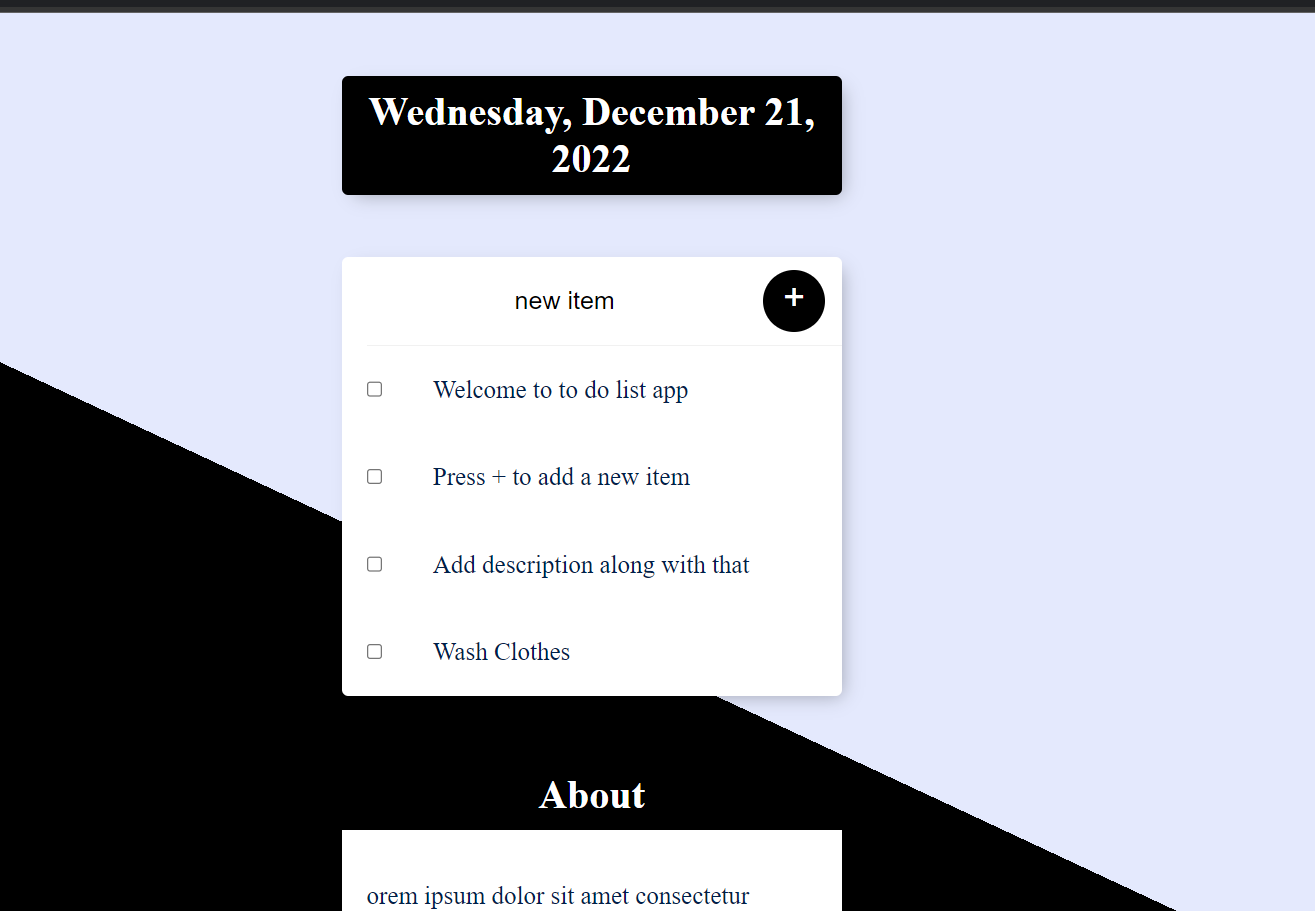 Wednesday, December 21,
2022
new item
+
Welcome to to do list app
Press + to add a new item
Add description along with that
Wash Clothes
About
orem ipsum dolor sit amet consectetur